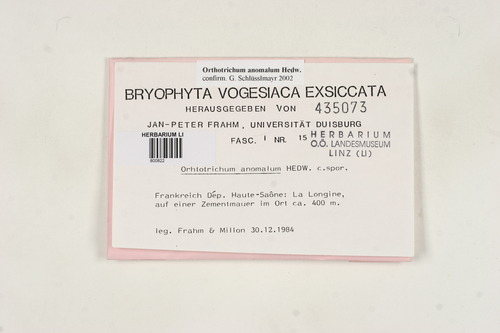 Orthotrichum anomalum Hedw.
confirm. G. Schlüsslmayr 2002
BRYOPHYTA VOGESIACA EXSICCATA
HERAUSGEGEBEN VON 435073
JAN-PETER FRAHM, UNIVERSITÄT DUISBURG
FASC. I NR. 15 HERBARIUM
O.Ö. LANDESMUSEUM
LINZ (LI)
HERBARIUM LI
600822
Orhtotrichum anomalum HEDW. c.spor.
Frankreich Dép. Haute-Saône: La Longine,
auf einer Zementmauer im Ort ca. 400 m.
leg. Frahm & Millon 30.12.1984